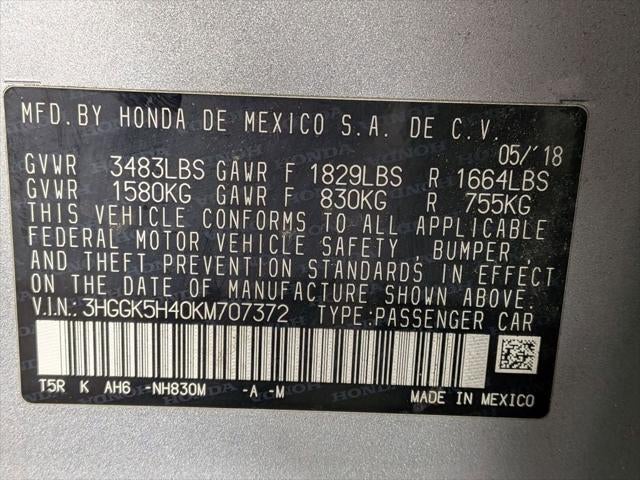 MFD.BY HONDA DE MEXICO S.A. DE C.V.
05/'18
GVWR 3483LBS GAWR F 1829LBS R 1664LBS
GVWR 1580KG GAWR F 830KG R 755KG
THIS VEHICLE CONFORMS TO ALL APPLICABLE
FEDERAL MOTOR VEHICLE SAFETY , BUMPER ,
AND THEFT PREVENTION STANDARDS IN EFFECT
ON THE DATE OF MANUFACTURE SHOWN ABOVE.
V.I.N.: 3HGGK5H40KM707372 TYPE:PASSENGER CAR
T5R K AH6 -NH830M -A -M
MADE IN MEXICO